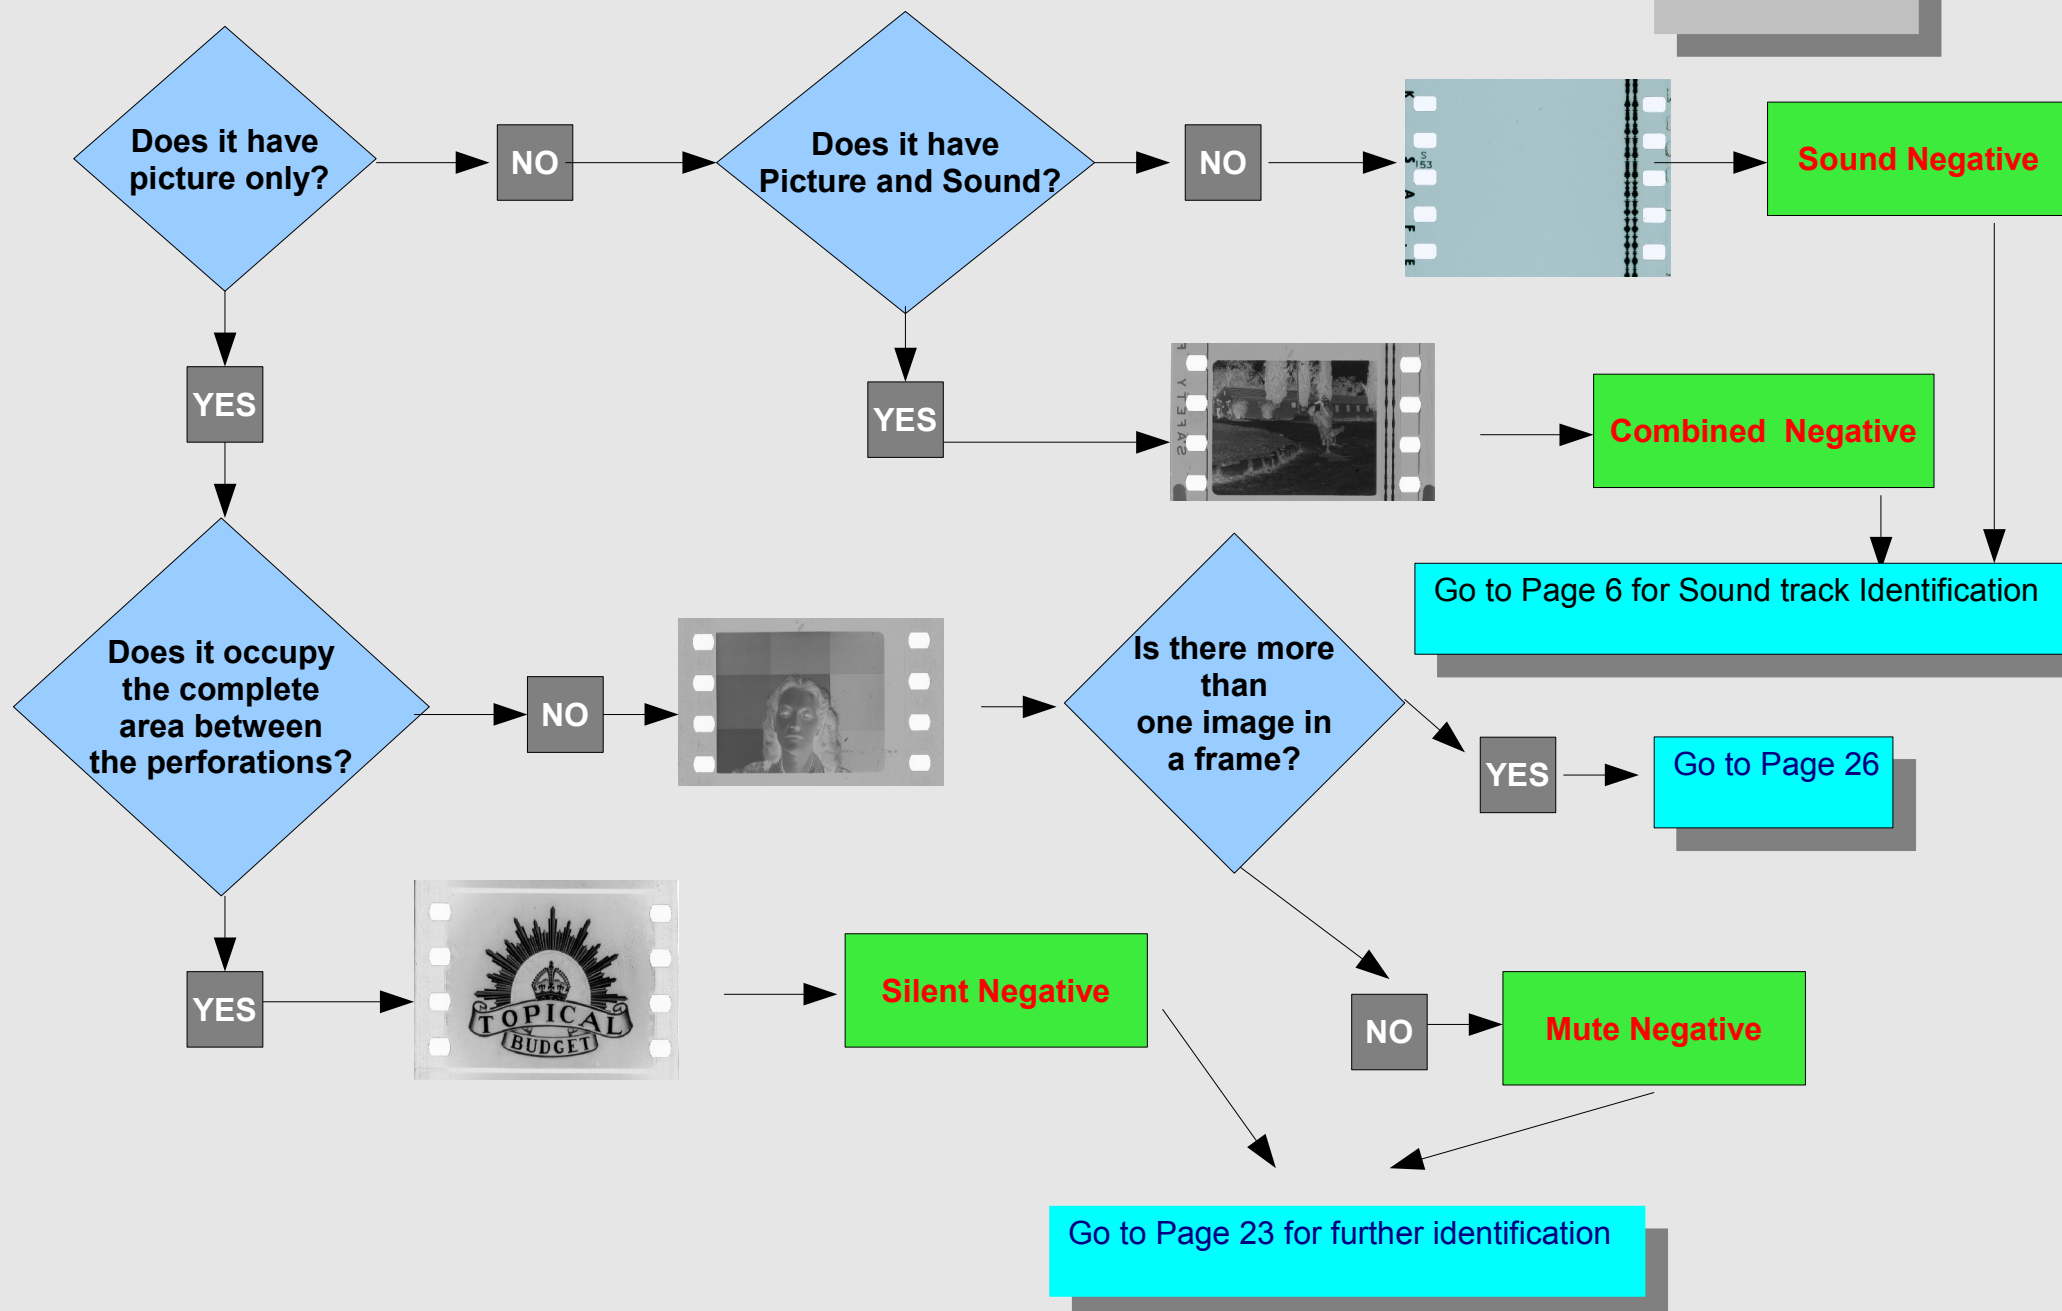 Does it have
picture only?
NO
Does it have
Picture and Sound?
NO
K
S
A
F
E
S
153
Sound Negative
YES
YES
SAFETY
F
Combined  Negative
Go to Page 6 for Sound track Identification
Does it occupy
the complete
area between
the perforations?
NO
Is there more
than
one image in
a frame?
YES
Go to Page 26
YES
TOPICAL
BUDGET
Silent Negative
NO
Mute Negative
Go to Page 23 for further identification